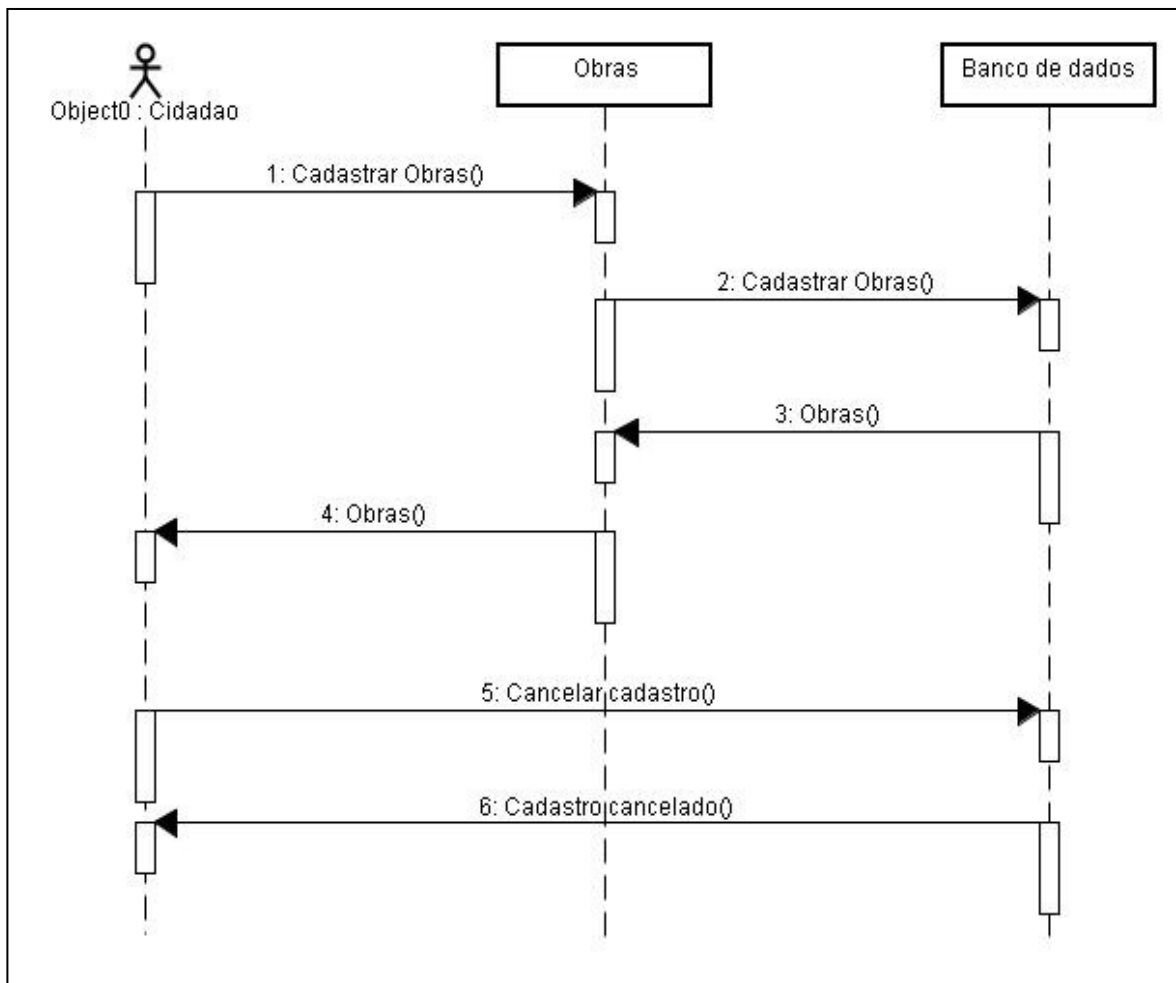 Object0 : Cidadao
Obras
Banco de dados
1: Cadastrar Obras()
2: Cadastrar Obras()
3: Obras()
4: Obras()
5: Cancelar cadastro()
6: Cadastro cancelado()